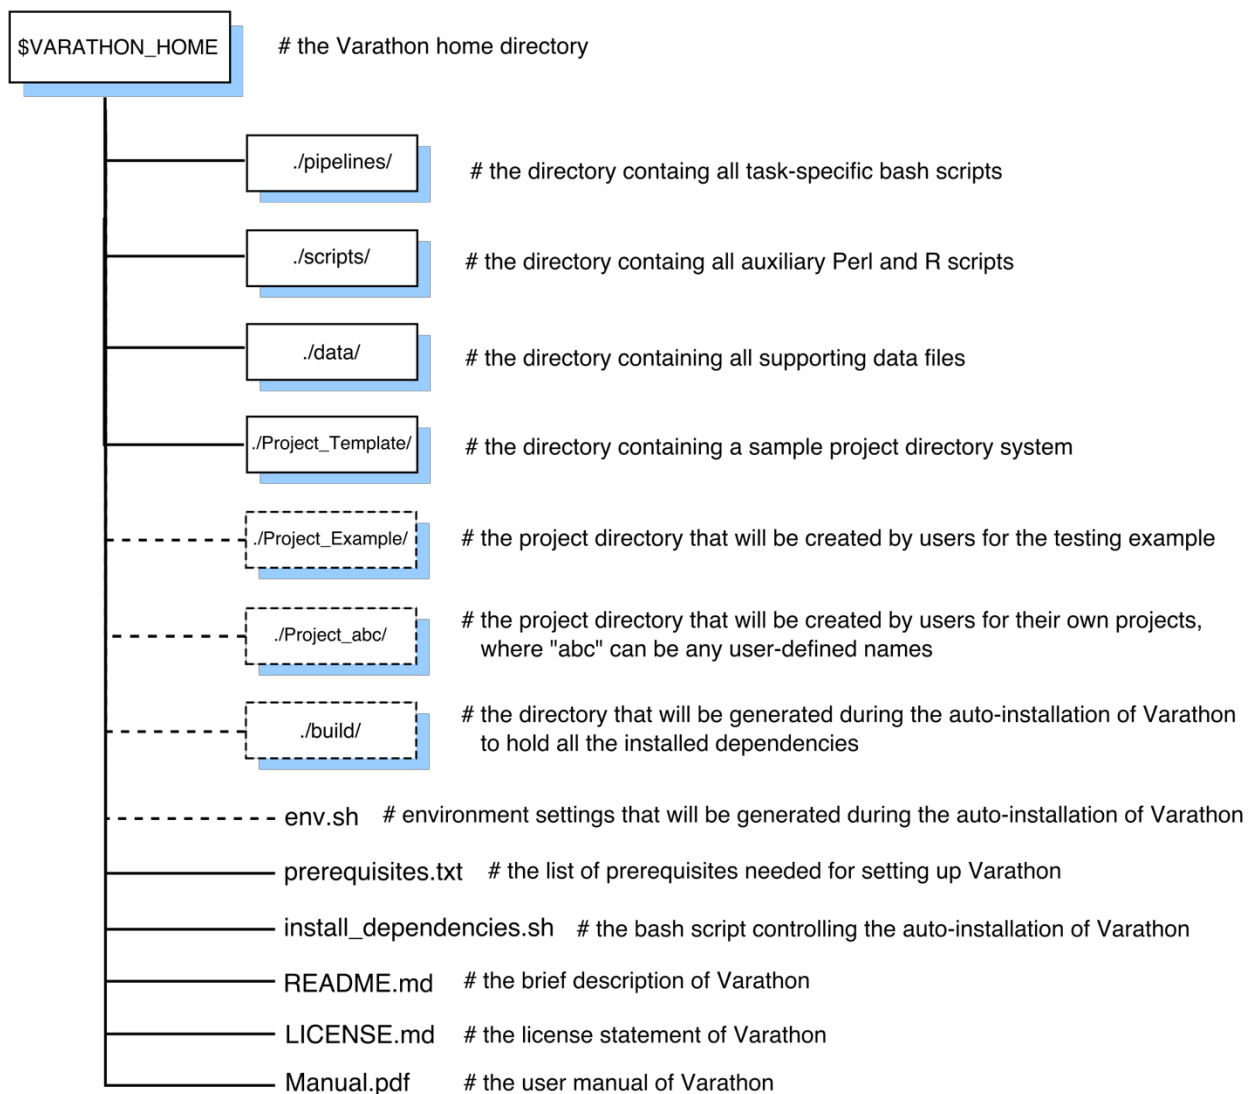 $VARATHON_HOME # the Varathon home directory
./pipelines/ # the directory containg all task-specific bash scripts
./scripts/ # the directory containg all auxiliary Perl and R scripts
./data/ # the directory containing all supporting data files
./Project_Template/ # the directory containing a sample project directory system
./Project_Example/ # the project directory that will be created by users for the testing example
./Project_abc/ # the project directory that will be created by users for their own projects,
where "abc" can be any user-defined names
./build/ # the directory that will be generated during the auto-installation of Varathon
to hold all the installed dependencies
env.sh # environment settings that will be generated during the auto-installation of Varathon
prerequisites.txt # the list of prerequisites needed for setting up Varathon
install_dependencies.sh # the bash script controlling the auto-installation of Varathon
README.md # the brief description of Varathon
LICENSE.md # the license statement of Varathon
Manual.pdf # the user manual of Varathon